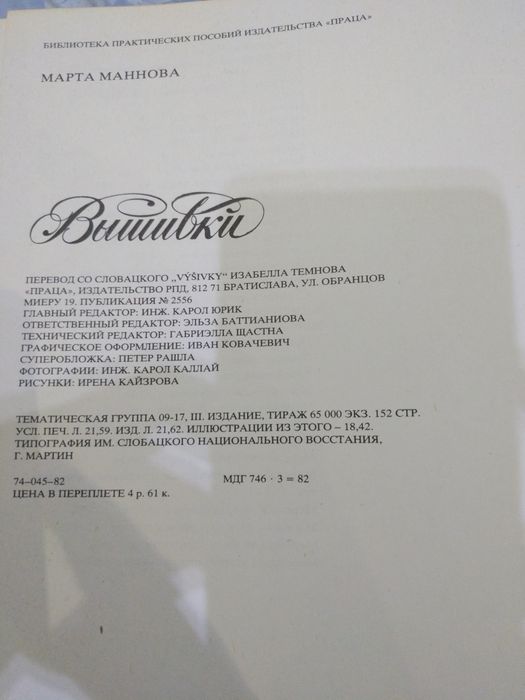 БИБЛИОТЕКА ПРАКТИЧЕСКИХ ПОСОБИЙ ИЗДАТЕЛЬСТВА «ПРАЦА»
МАРТА МАННОВА
Вышивки
ПЕРЕВОД СО СЛОВАЦКОГО „VÝŠIVKY“ ИЗАБЕЛЛА ТЕМНОВА
«ПРАЦА», ИЗДАТЕЛЬСТВО РПД, 812 71 БРАТИСЛАВА, УЛ. ОБРАНЦОВ
МИЕРУ 19. ПУБЛИКАЦИЯ № 2556
ГЛАВНЫЙ РЕДАКТОР: ИНЖ. КАРОЛ ЮРИК
ОТВЕТСТВЕННЫЙ РЕДАКТОР: ЭЛЬЗА БАТТИАНИОВА
ТЕХНИЧЕСКИЙ РЕДАКТОР: ГАБРИЭЛЛА ЩАСТНА
ГРАФИЧЕСКОЕ ОФОРМЛЕНИЕ: ИВАН КОВАЧЕВИЧ
СУПЕРОБЛОЖКА: ПЕТЕР РАШЛА
ФОТОГРАФИИ: ИНЖ. КАРОЛ КАЛЛАЙ
РИСУНКИ: ИРЕНА КАЙЗРОВА
ТЕМАТИЧЕСКАЯ ГРУППА 09-17, III. ИЗДАНИЕ, ТИРАЖ 65 000 ЭКЗ. 152 СТР.
УСЛ. ПЕЧ. Л. 21,59. ИЗД. Л. 21,62. ИЛЛЮСТРАЦИИ ИЗ ЭТОГО – 18,42.
ТИПОГРАФИЯ ИМ. СЛОВАЦКОГО НАЦИОНАЛЬНОГО ВОССТАНИЯ,
Г. МАРТИН
74–045–82 МДГ 746 · 3 = 82
ЦЕНА В ПЕРЕПЛЕТЕ 4 р. 61 к.